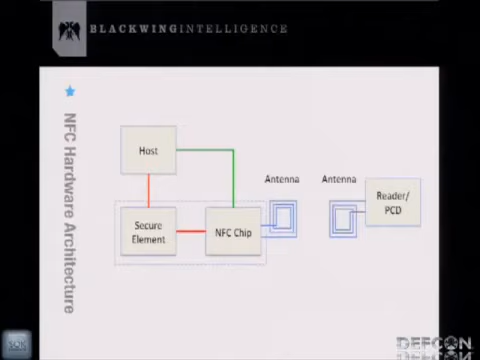 BLACKWINGINTELLIGENCE
NFC Hardware Architecture
Host
Antenna
Antenna
Reader/
PCD
Secure
Element
NFC Chip
DEFCON